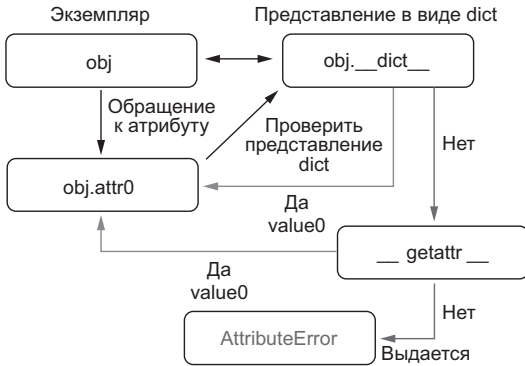 Экземпляр
Представление в виде dict
obj
obj.__dict__
Обращение
к атрибуту
Проверить
представление
dict
Нет
obj.attr0
Да
value0
__ getattr __
Да
value0
Нет
AttributeError
Выдается